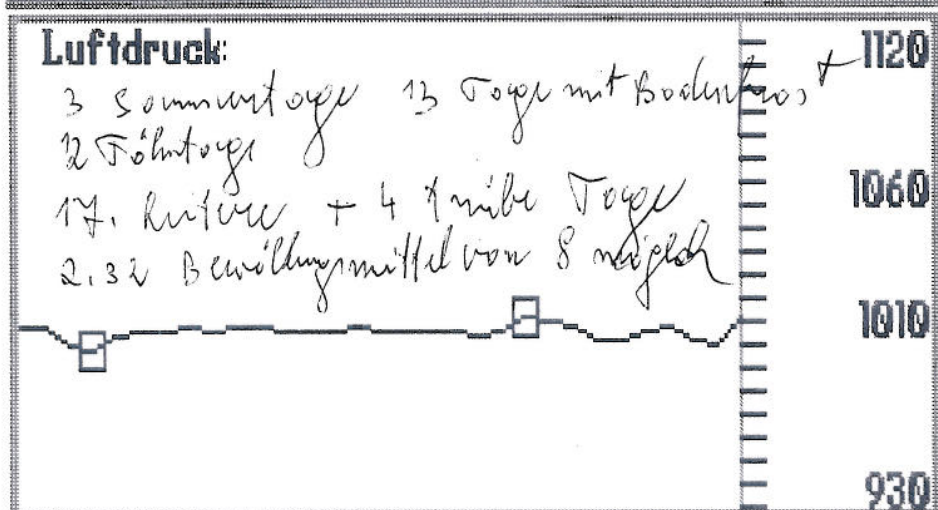 Luftdruck:
1120
3 Sommertage 13 Tage mit Bodenfrost
12 Föhntage
1060
17. heitere + 4 trübe Tage
2.32 Bewölkungsmittel von 8 möglich
1010
930